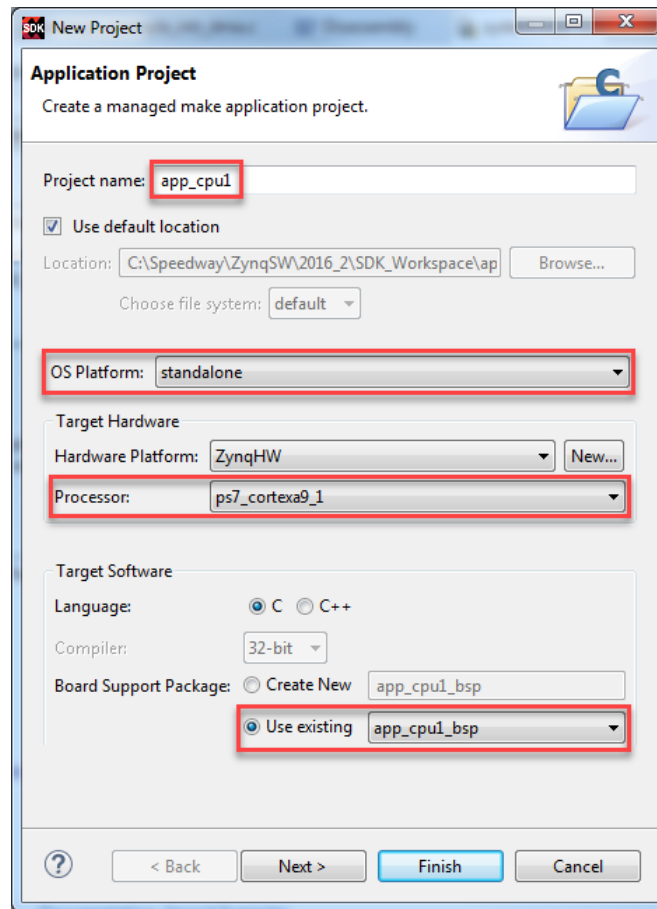 SDK New Project
Application Project
Create a managed make application project.
C
Project name: app_cpu1
Use default location
Location: C:\Speedway\ZynqSW\2016_2\SDK_Workspace\ap Browse...
Choose file system: default
OS Platform: standalone
Target Hardware
Hardware Platform: ZynqHW New...
Processor: ps7_cortexa9_1
Target Software
Language: C C++
Compiler: 32-bit
Board Support Package: Create New app_cpu1_bsp
Use existing app_cpu1_bsp
? < Back Next > Finish Cancel